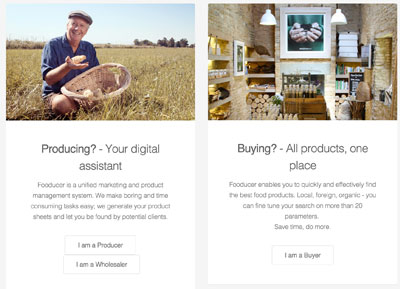 Producing? - Your digital
assistant
Fooducer is a unified marketing and product
management system. We make boring and time
consuming tasks easy; we generate your product
sheets and let you be found by potential clients.
I am a Producer
I am a Wholesaler
Buying? - All products, one
place
Fooducer enables you to quickly and effectively find
the best food products. Local, foreign, organic - you
can fine tune your search on more than 20
parameters.
Save time, do more.
I am a Buyer